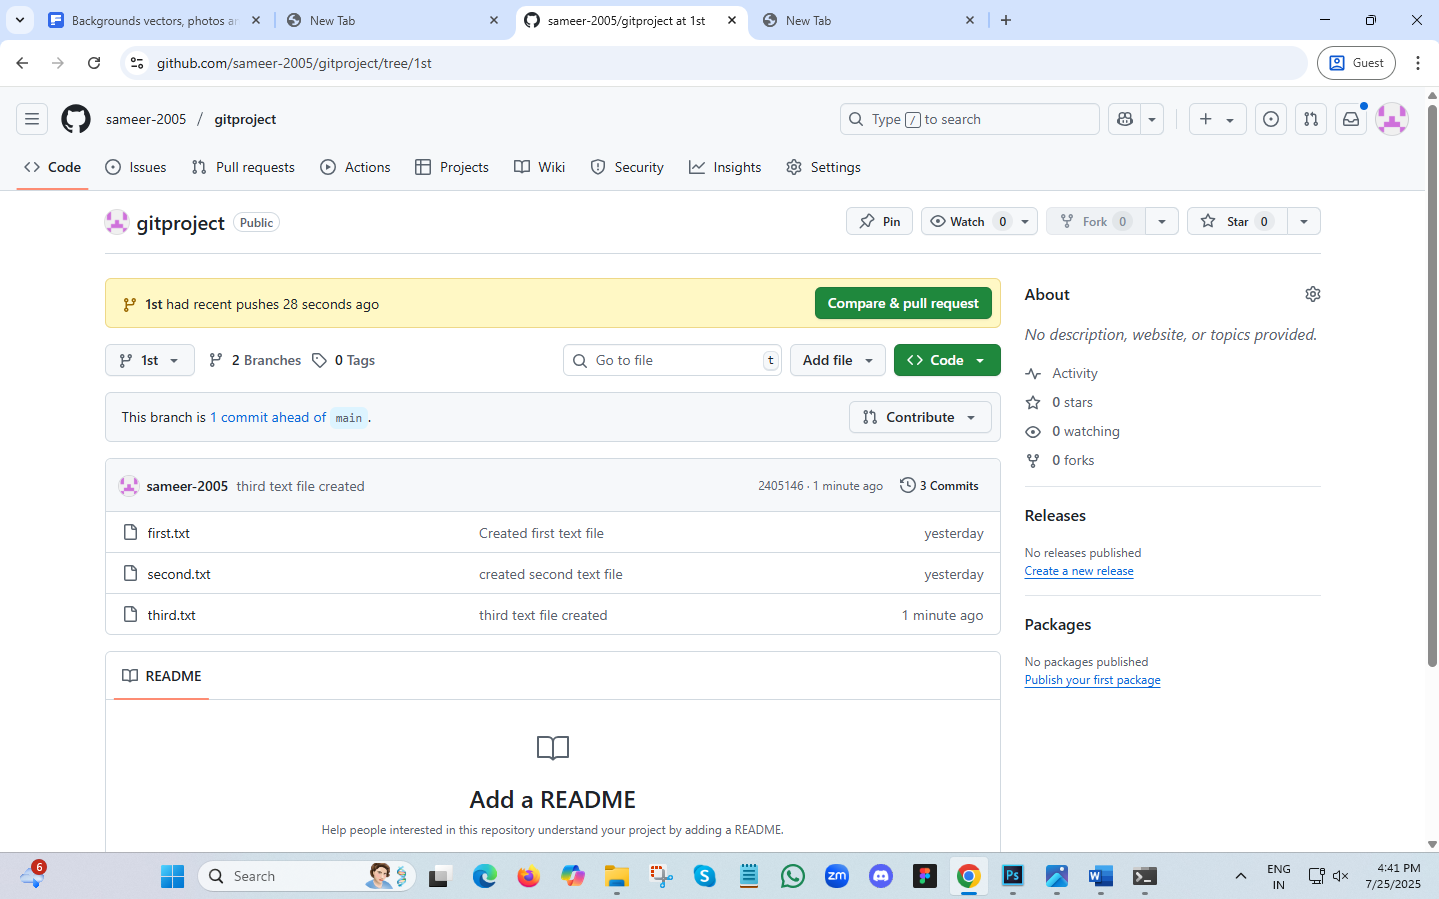 Backgrounds vectors, photos a
New Tab
sameer-2005/gitproject at 1st
New Tab
github.com/sameer-2005/gitproject/tree/1st
Guest
sameer-2005 / gitproject
Type / to search
Code
Issues
Pull requests
Actions
Projects
Wiki
Security
Insights
Settings
gitproject
Public
Pin
Watch 0
Fork 0
Star 0
1st had recent pushes 28 seconds ago
Compare & pull request
1st
2 Branches
0 Tags
Go to file
t
Add file
Code
This branch is 1 commit ahead of main.
Contribute
sameer-2005 third text file created
2405146 · 1 minute ago
3 Commits
first.txt
Created first text file
yesterday
second.txt
created second text file
yesterday
third.txt
third text file created
1 minute ago
README
Add a README
Help people interested in this repository understand your project by adding a README.
About
No description, website, or topics provided.
Activity
0 stars
0 watching
0 forks
Releases
No releases published
Create a new release
Packages
No packages published
Publish your first package
6
Search
zm
Ps
ENG
IN
4:41 PM
7/25/2025